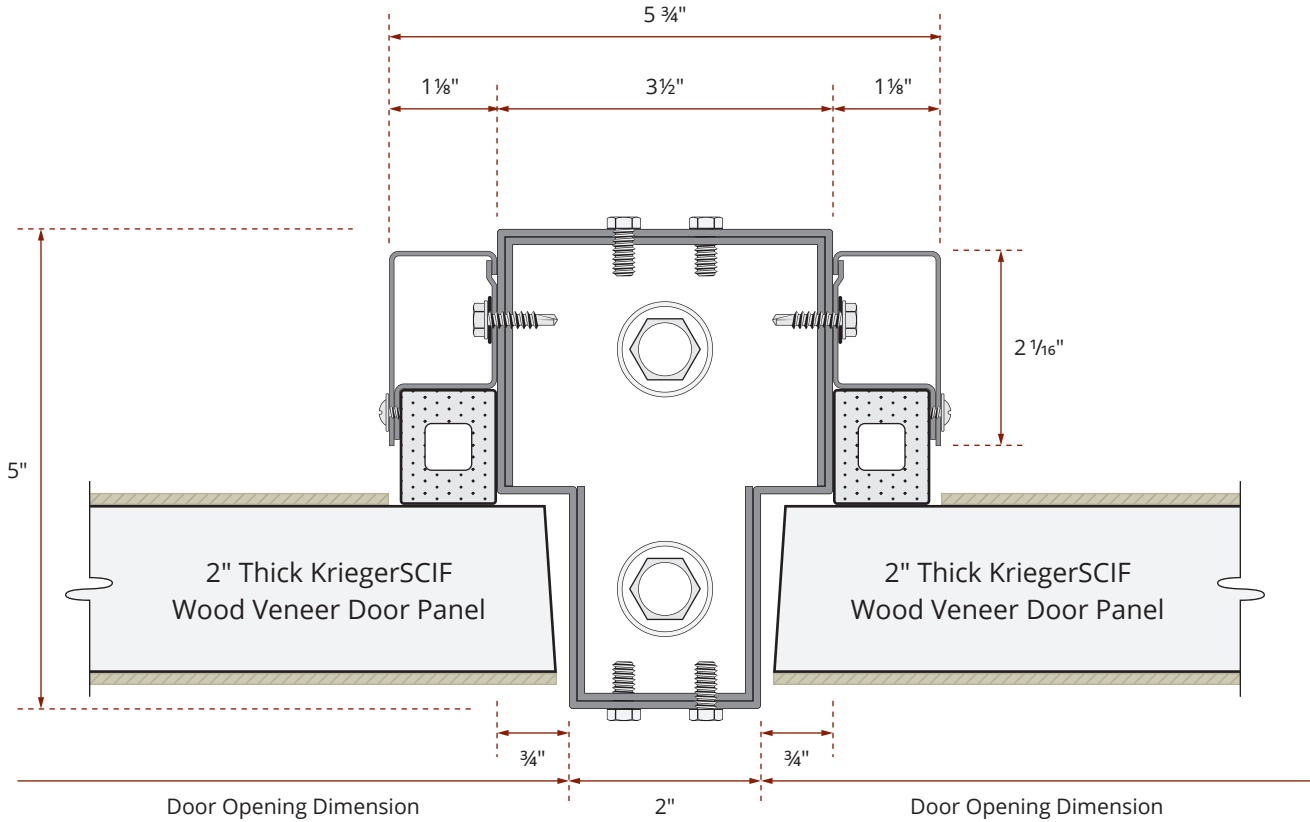 5 ¾"
1⅛"
3½"
1⅛"
2 ¹⁄₁₆"
5"
2" Thick KriegerSCIF
Wood Veneer Door Panel
2" Thick KriegerSCIF
Wood Veneer Door Panel
¾"
¾"
Door Opening Dimension
2"
Door Opening Dimension